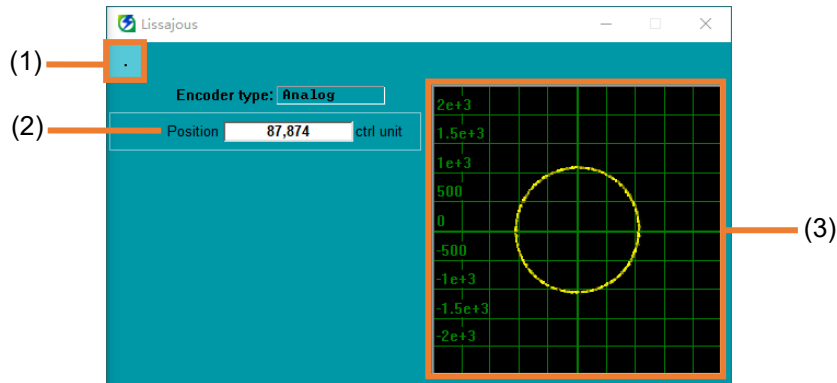 Lissajous
(1)
.
Encoder type: Analog
(2)
Position 87,874 ctrl unit
2e+3
1.5e+3
1e+3
500
0
-500
-1e+3
-1.5e+3
-2e+3
(3)